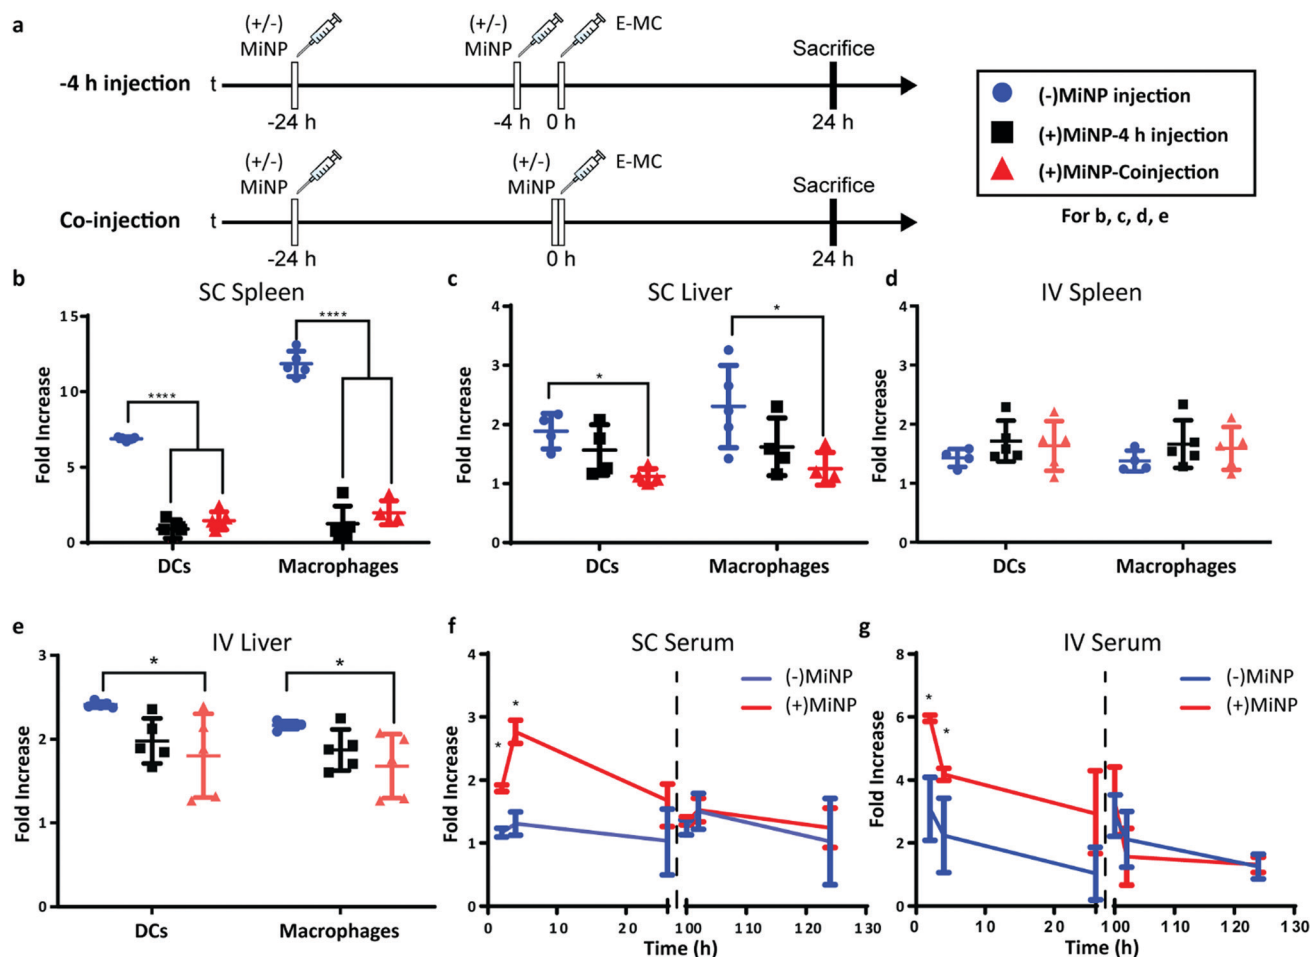 a
(+/-)
MiNP
(+/-)
MiNP
E-MC
Sacrifice
-4 h injection
t
-24 h
-4 h
0 h
24 h
(+/-)
MiNP
(+/-)
MiNP
E-MC
Sacrifice
Co-injection
t
-24 h
0 h
24 h
(-)MiNP injection
(+)MiNP-4 h injection
(+)MiNP-Coinjection
For b, c, d, e
b
SC Spleen
Fold Increase
15
10
5
0
****
****
DCs
Macrophages
c
SC Liver
Fold Increase
4
3
2
1
0
*
*
DCs
Macrophages
d
IV Spleen
Fold Increase
4
3
2
1
0
DCs
Macrophages
e
IV Liver
Fold Increase
3
2
1
0
*
*
DCs
Macrophages
f
SC Serum
Fold Increase
4
3
2
1
0
*
*
(-)MiNP
(+)MiNP
0 10 20 100 110 120 130
Time (h)
g
IV Serum
Fold Increase
8
6
4
2
0
*
*
(-)MiNP
(+)MiNP
0 10 20 100 110 120 130
Time (h)